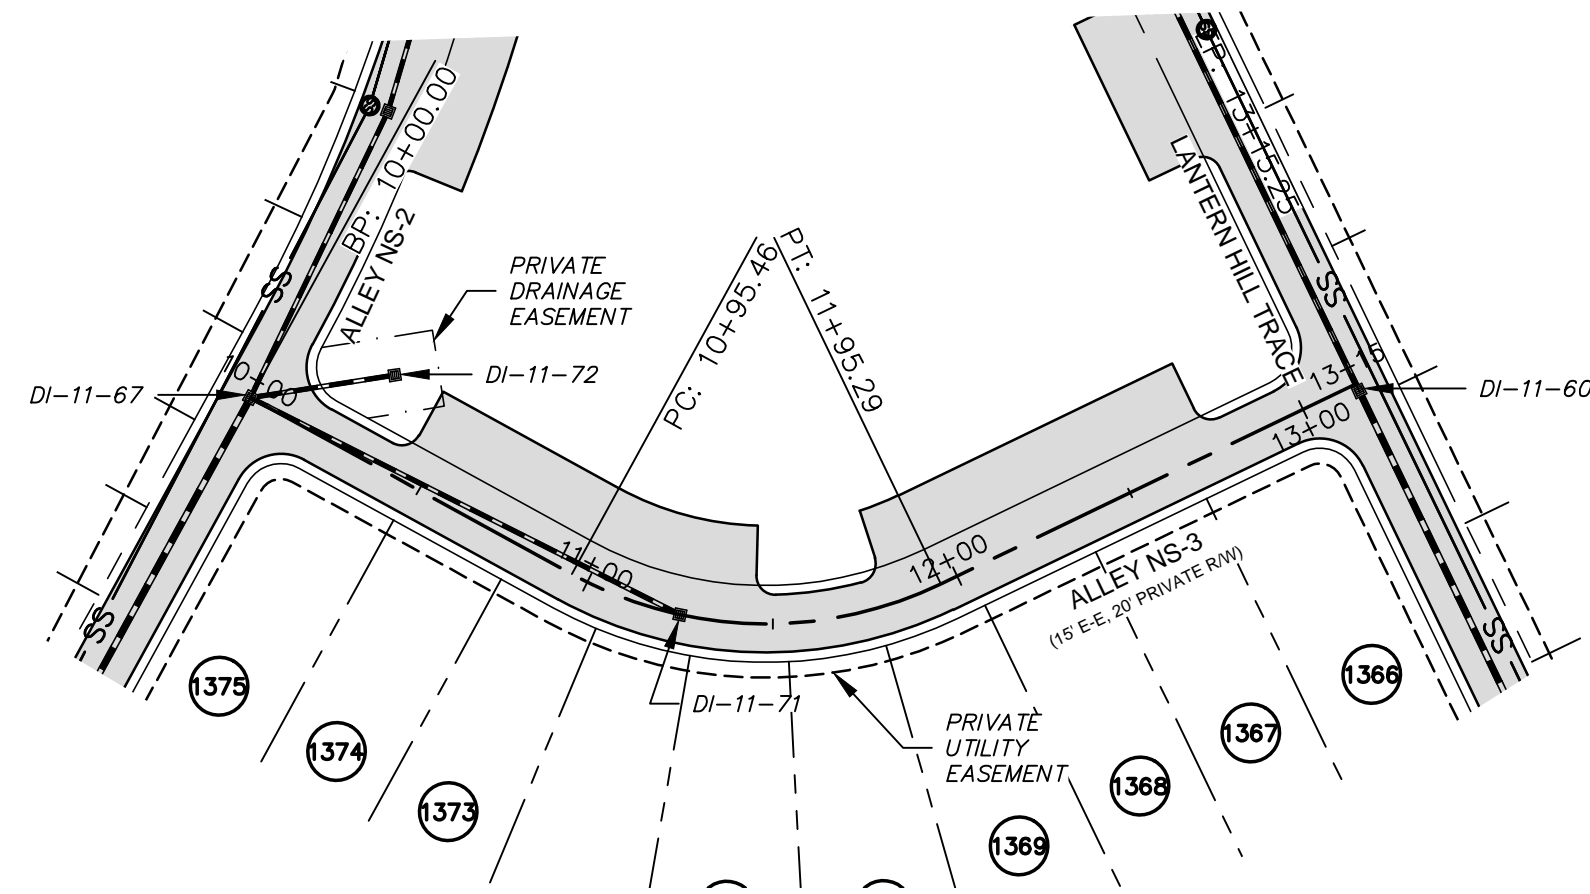 BP: 10+00.00
ALLEY NS-2
SS
PRIVATE
DRAINAGE
EASEMENT
DI-11-67
10+00
DI-11-72
PC: 10+95.46
PT: 11+95.29
EP: 13+15.25
LANTERN HILL TRACE
SS
13+15
DI-11-60
13+00
11+00
12+00
ALLEY NS-3
(15' E-E, 20' PRIVATE R/W)
SS
SS
DI-11-71
PRIVATE
UTILITY
EASEMENT
1375
1374
1373
1369
1368
1367
1366